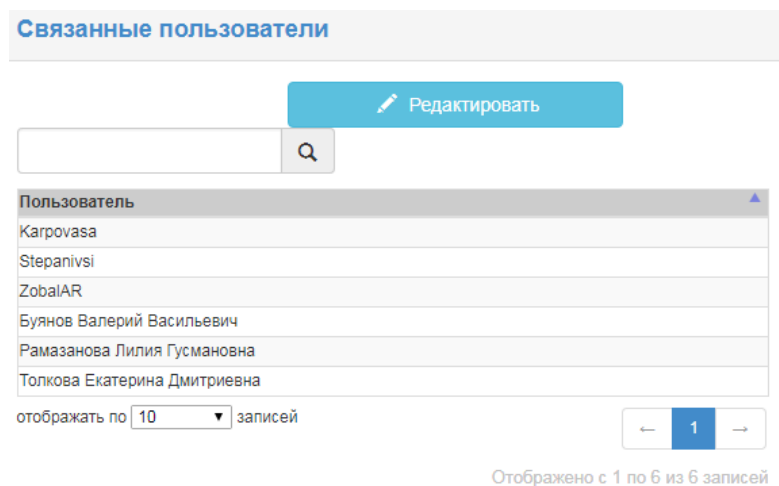 Связанные пользователи
Редактировать
Пользователь
Karpovasa
Stepanivsi
ZobalAR
Буянов Валерий Васильевич
Рамазанова Лилия Гусмановна
Толкова Екатерина Дмитриевна
отображать по 10 записей
← 1 →
Отображено с 1 по 6 из 6 записей